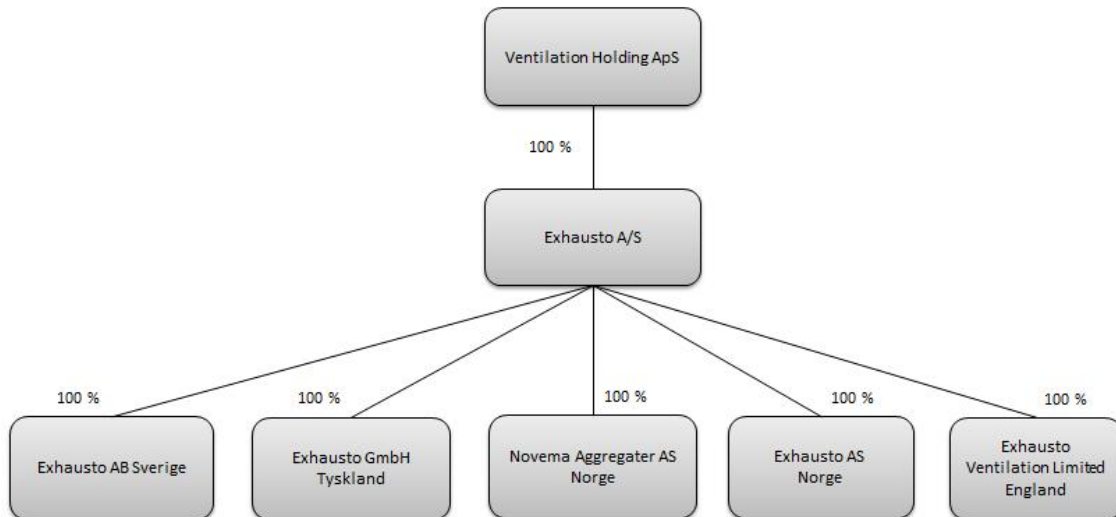 Ventilation Holding ApS
100 %
Exhausto A/S
100 %
100 %
100 %
100 %
100 %
Exhausto AB Sverige
Exhausto GmbH
Tyskland
Novema Aggregater AS
Norge
Exhausto AS
Norge
Exhausto
Ventilation Limited
England